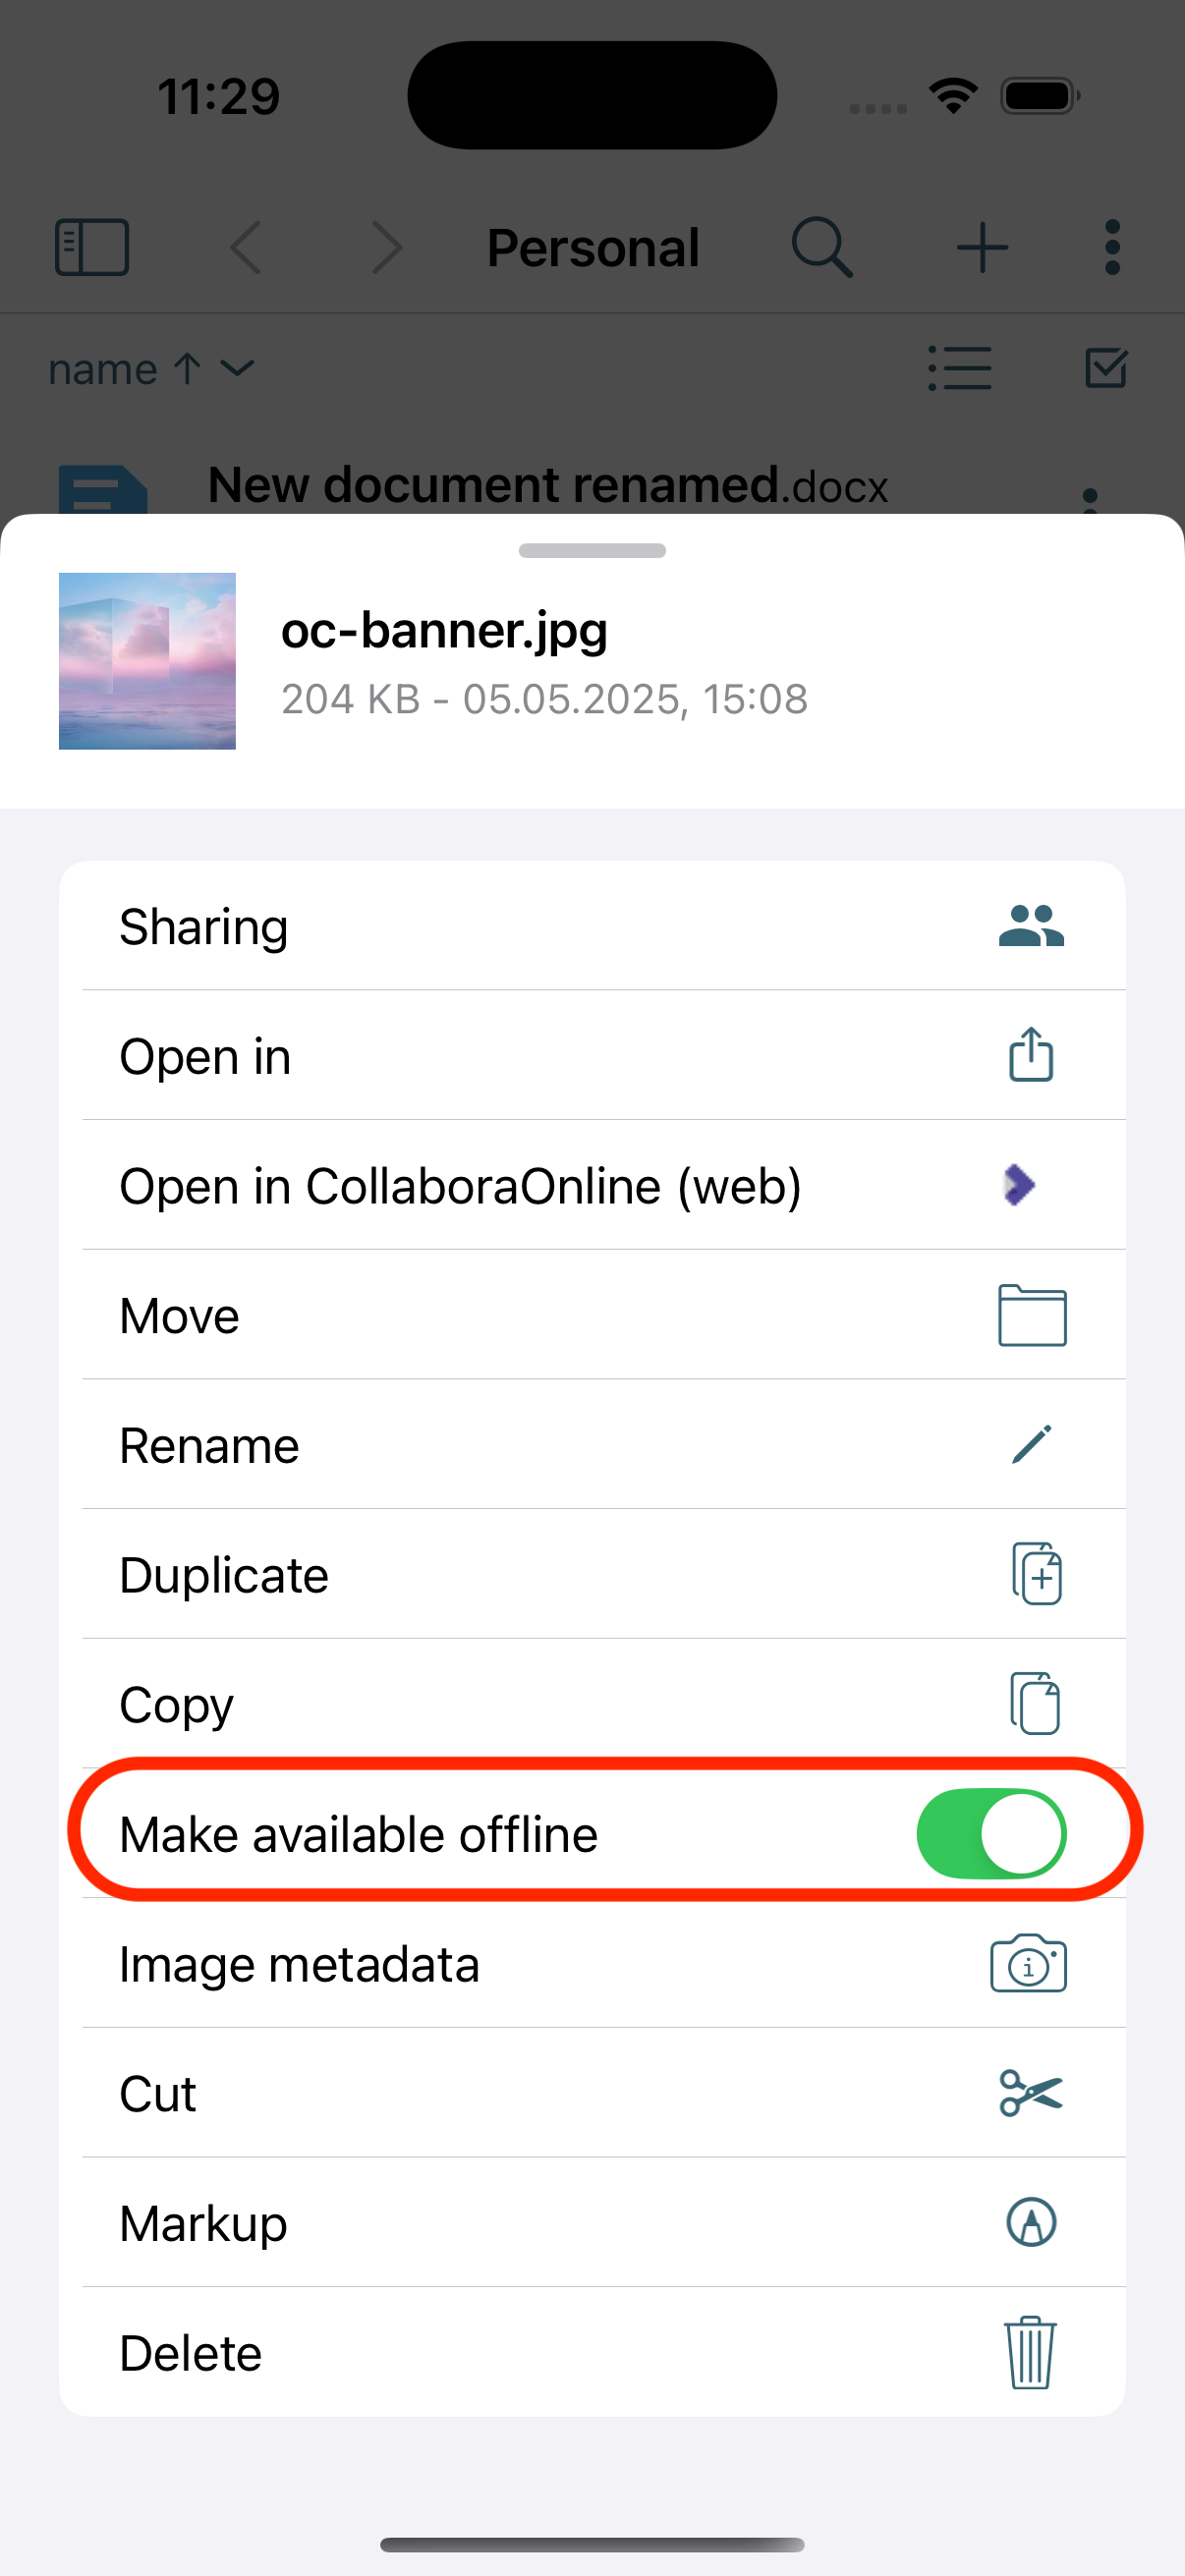 11:29
Personal
name
New document renamed.docx
oc-banner.jpg
204 KB - 05.05.2025, 15:08
Sharing
Open in
Open in CollaboraOnline (web)
Move
Rename
Duplicate
Copy
Make available offline
Image metadata
Cut
Markup
Delete